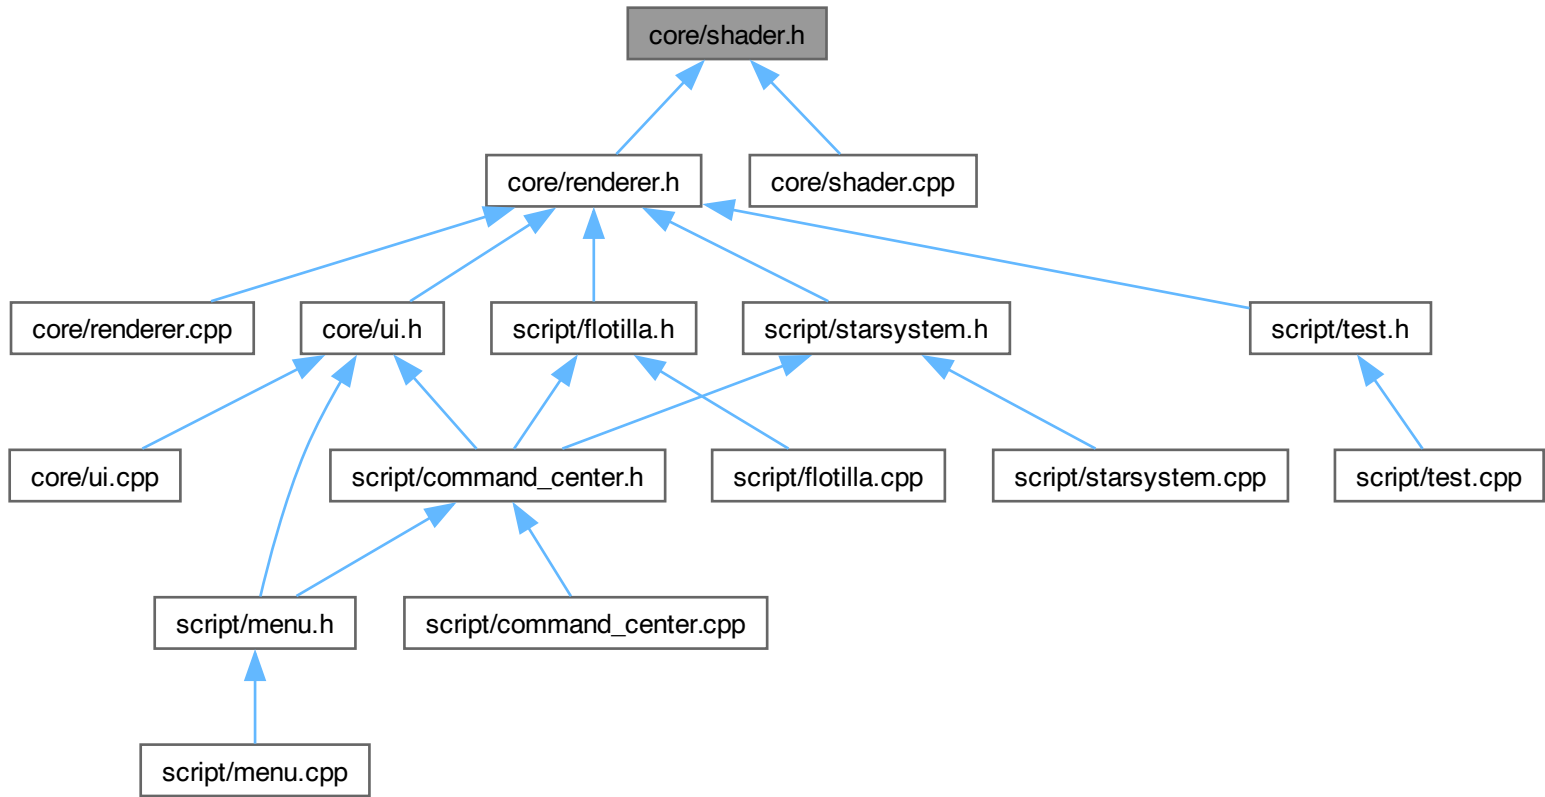 core/shader.h
core/renderer.h
core/shader.cpp
core/renderer.cpp
core/ui.h
script/flotilla.h
script/starsystem.h
script/test.h
core/ui.cpp
script/command_center.h
script/flotilla.cpp
script/starsystem.cpp
script/test.cpp
script/menu.h
script/command_center.cpp
script/menu.cpp